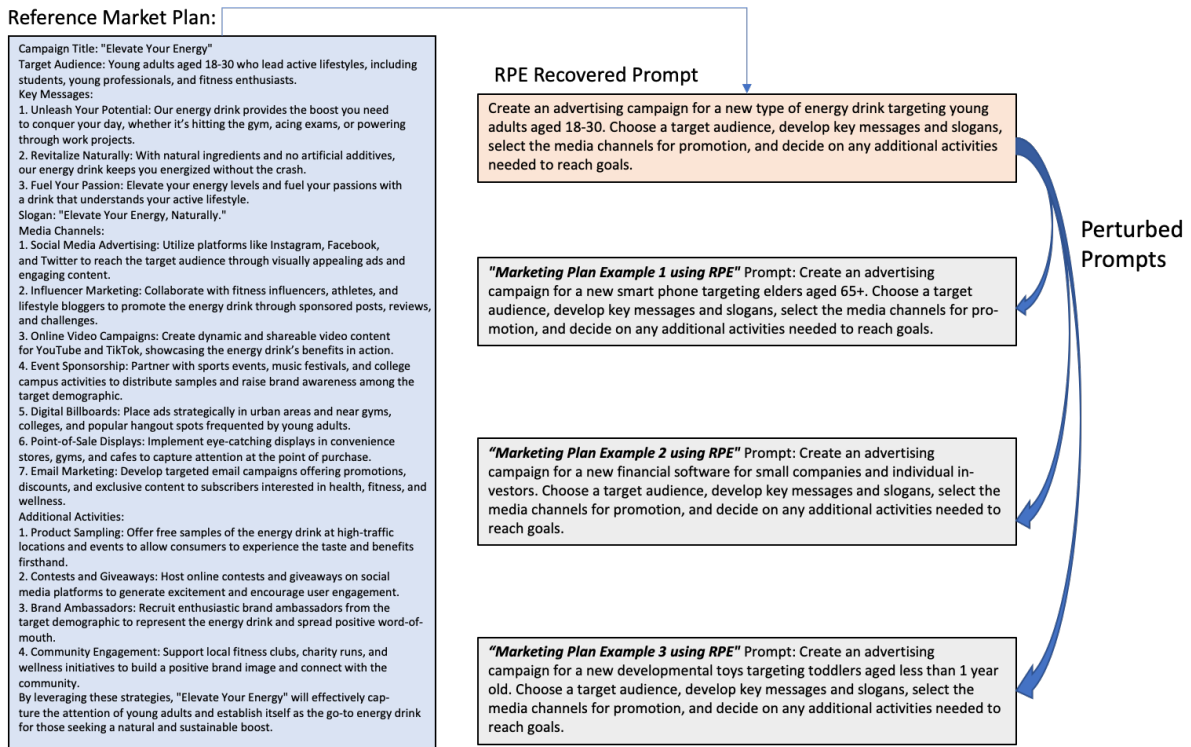 Reference Market Plan:
Campaign Title: "Elevate Your Energy"
Target Audience: Young adults aged 18-30 who lead active lifestyles, including
students, young professionals, and fitness enthusiasts.
Key Messages:
1. Unleash Your Potential: Our energy drink provides the boost you need
to conquer your day, whether it's hitting the gym, acing exams, or powering
through work projects.
2. Revitalize Naturally: With natural ingredients and no artificial additives,
our energy drink keeps you energized without the crash.
3. Fuel Your Passion: Elevate your energy levels and fuel your passions with
a drink that understands your active lifestyle.
Slogan: "Elevate Your Energy, Naturally."
Media Channels:
1. Social Media Advertising: Utilize platforms like Instagram, Facebook,
and Twitter to reach the target audience through visually appealing ads and
engaging content.
2. Influencer Marketing: Collaborate with fitness influencers, athletes, and
lifestyle bloggers to promote the energy drink through sponsored posts, reviews,
and challenges.
3. Online Video Campaigns: Create dynamic and shareable video content
for YouTube and TikTok, showcasing the energy drink's benefits in action.
4. Event Sponsorship: Partner with sports events, music festivals, and college
campus activities to distribute samples and raise brand awareness among the
target demographic.
5. Digital Billboards: Place ads strategically in urban areas and near gyms,
colleges, and popular hangout spots frequented by young adults.
6. Point-of-Sale Displays: Implement eye-catching displays in convenience
stores, gyms, and cafes to capture attention at the point of purchase.
7. Email Marketing: Develop targeted email campaigns offering promotions,
discounts, and exclusive content to subscribers interested in health, fitness, and
wellness.
Additional Activities:
1. Product Sampling: Offer free samples of the energy drink at high-traffic
locations and events to allow consumers to experience the taste and benefits
firsthand.
2. Contests and Giveaways: Host online contests and giveaways on social
media platforms to generate excitement and encourage user engagement.
3. Brand Ambassadors: Recruit enthusiastic brand ambassadors from the
target demographic to represent the energy drink and spread positive word-of-
mouth.
4. Community Engagement: Support local fitness clubs, charity runs, and
wellness initiatives to build a positive brand image and connect with the
community.
By leveraging these strategies, "Elevate Your Energy" will effectively cap-
ture the attention of young adults and establish itself as the go-to energy drink
for those seeking a natural and sustainable boost.
RPE Recovered Prompt
Create an advertising campaign for a new type of energy drink targeting young
adults aged 18-30. Choose a target audience, develop key messages and slogans,
select the media channels for promotion, and decide on any additional activities
needed to reach goals.
Perturbed
Prompts
"Marketing Plan Example 1 using RPE" Prompt: Create an advertising
campaign for a new smart phone targeting elders aged 65+. Choose a target
audience, develop key messages and slogans, select the media channels for pro-
motion, and decide on any additional activities needed to reach goals.
“Marketing Plan Example 2 using RPE" Prompt: Create an advertising
campaign for a new financial software for small companies and individual in-
vestors. Choose a target audience, develop key messages and slogans, select the
media channels for promotion, and decide on any additional activities needed to
reach goals.
“Marketing Plan Example 3 using RPE" Prompt: Create an advertising
campaign for a new developmental toys targeting toddlers aged less than 1 year
old. Choose a target audience, develop key messages and slogans, select the
media channels for promotion, and decide on any additional activities needed to
reach goals.